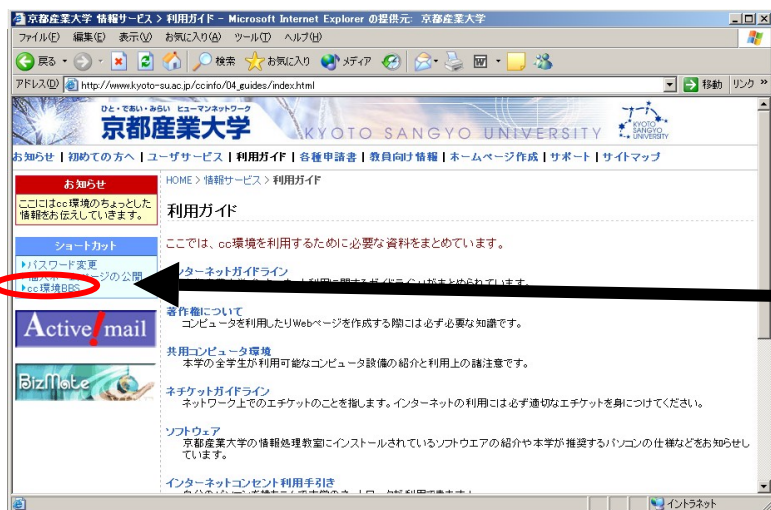 京都産業大学 情報サービス > 利用ガイド - Microsoft Internet Explorer の提供元: 京都産業大学
ファイル(F) 編集(E) 表示(V) お気に入り(A) ツール(T) ヘルプ(H)
戻る 検索 お気に入り メディア
アドレス(D) http://www.kyoto-su.ac.jp/ccinfo/04_guides/index.html 移動 リンク »
ひと・であい・みらい ヒューマンネットワーク
京都産業大学 KYOTO SANGYO UNIVERSITY KYOTO SANGYO UNIVERSITY
お知らせ | 初めての方へ | ユーザサービス | 利用ガイド | 各種申請書 | 教員向け情報 | ホームページ作成 | サポート | サイトマップ
お知らせ
ここにはcc環境のちょっとした
情報をお伝えしていきます。
ショートカット
パスワード変更
ページの公開
cc環境BBS
Active! mail
BizMate
HOME > 情報サービス > 利用ガイド
利用ガイド
ここでは、cc環境を利用するために必要な資料をまとめています。
ンターネットガイドライン
著作権について
コンピュータを利用したりWebページを作成する際には必ず必要な知識です。
共用コンピュータ環境
本学の全学生が利用可能なコンピュータ設備の紹介と利用上の諸注意です。
ネチケットガイドライン
ネットワーク上でのエチケットのことを指します。インターネットの利用には必ず適切なエチケットを身につけてください。
ソフトウェア
京都産業大学の情報処理教室にインストールされているソフトウエアの紹介や本学が推奨するパソコンの仕様などをお知らせし
ています。
インターネットコンセント利用手引き
イントラネット